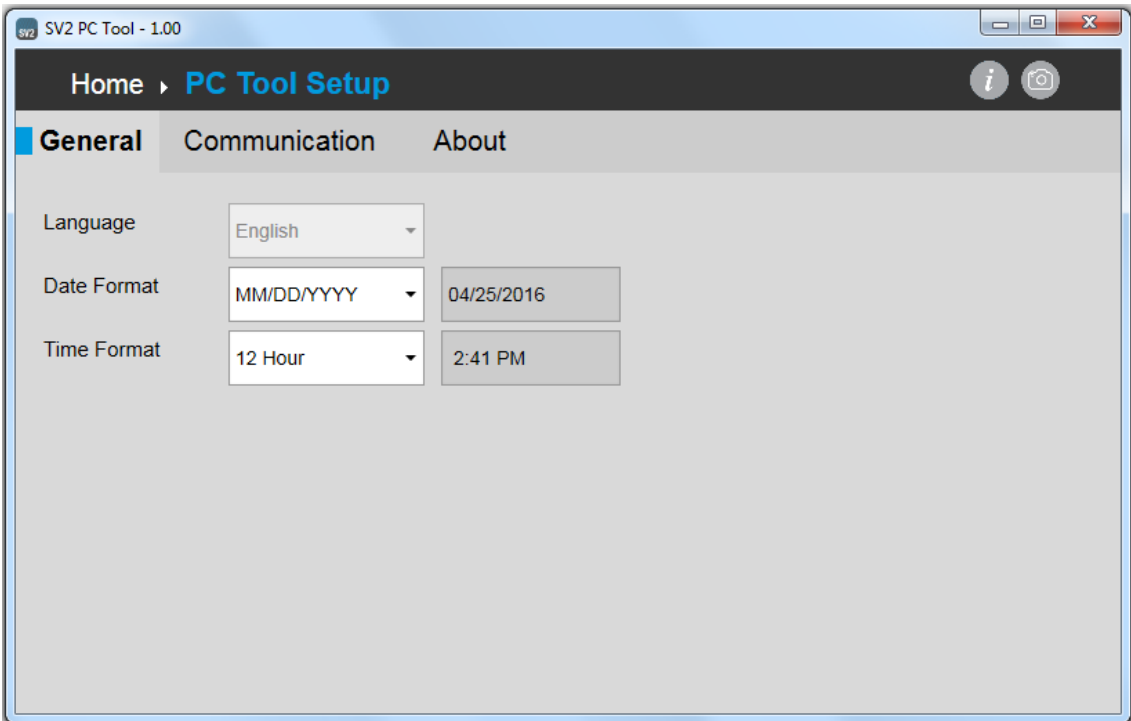 SV2 SV2 PC Tool - 1.00
Home PC Tool Setup i
General Communication About
Language English
Date Format MM/DD/YYYY 04/25/2016
Time Format 12 Hour 2:41 PM